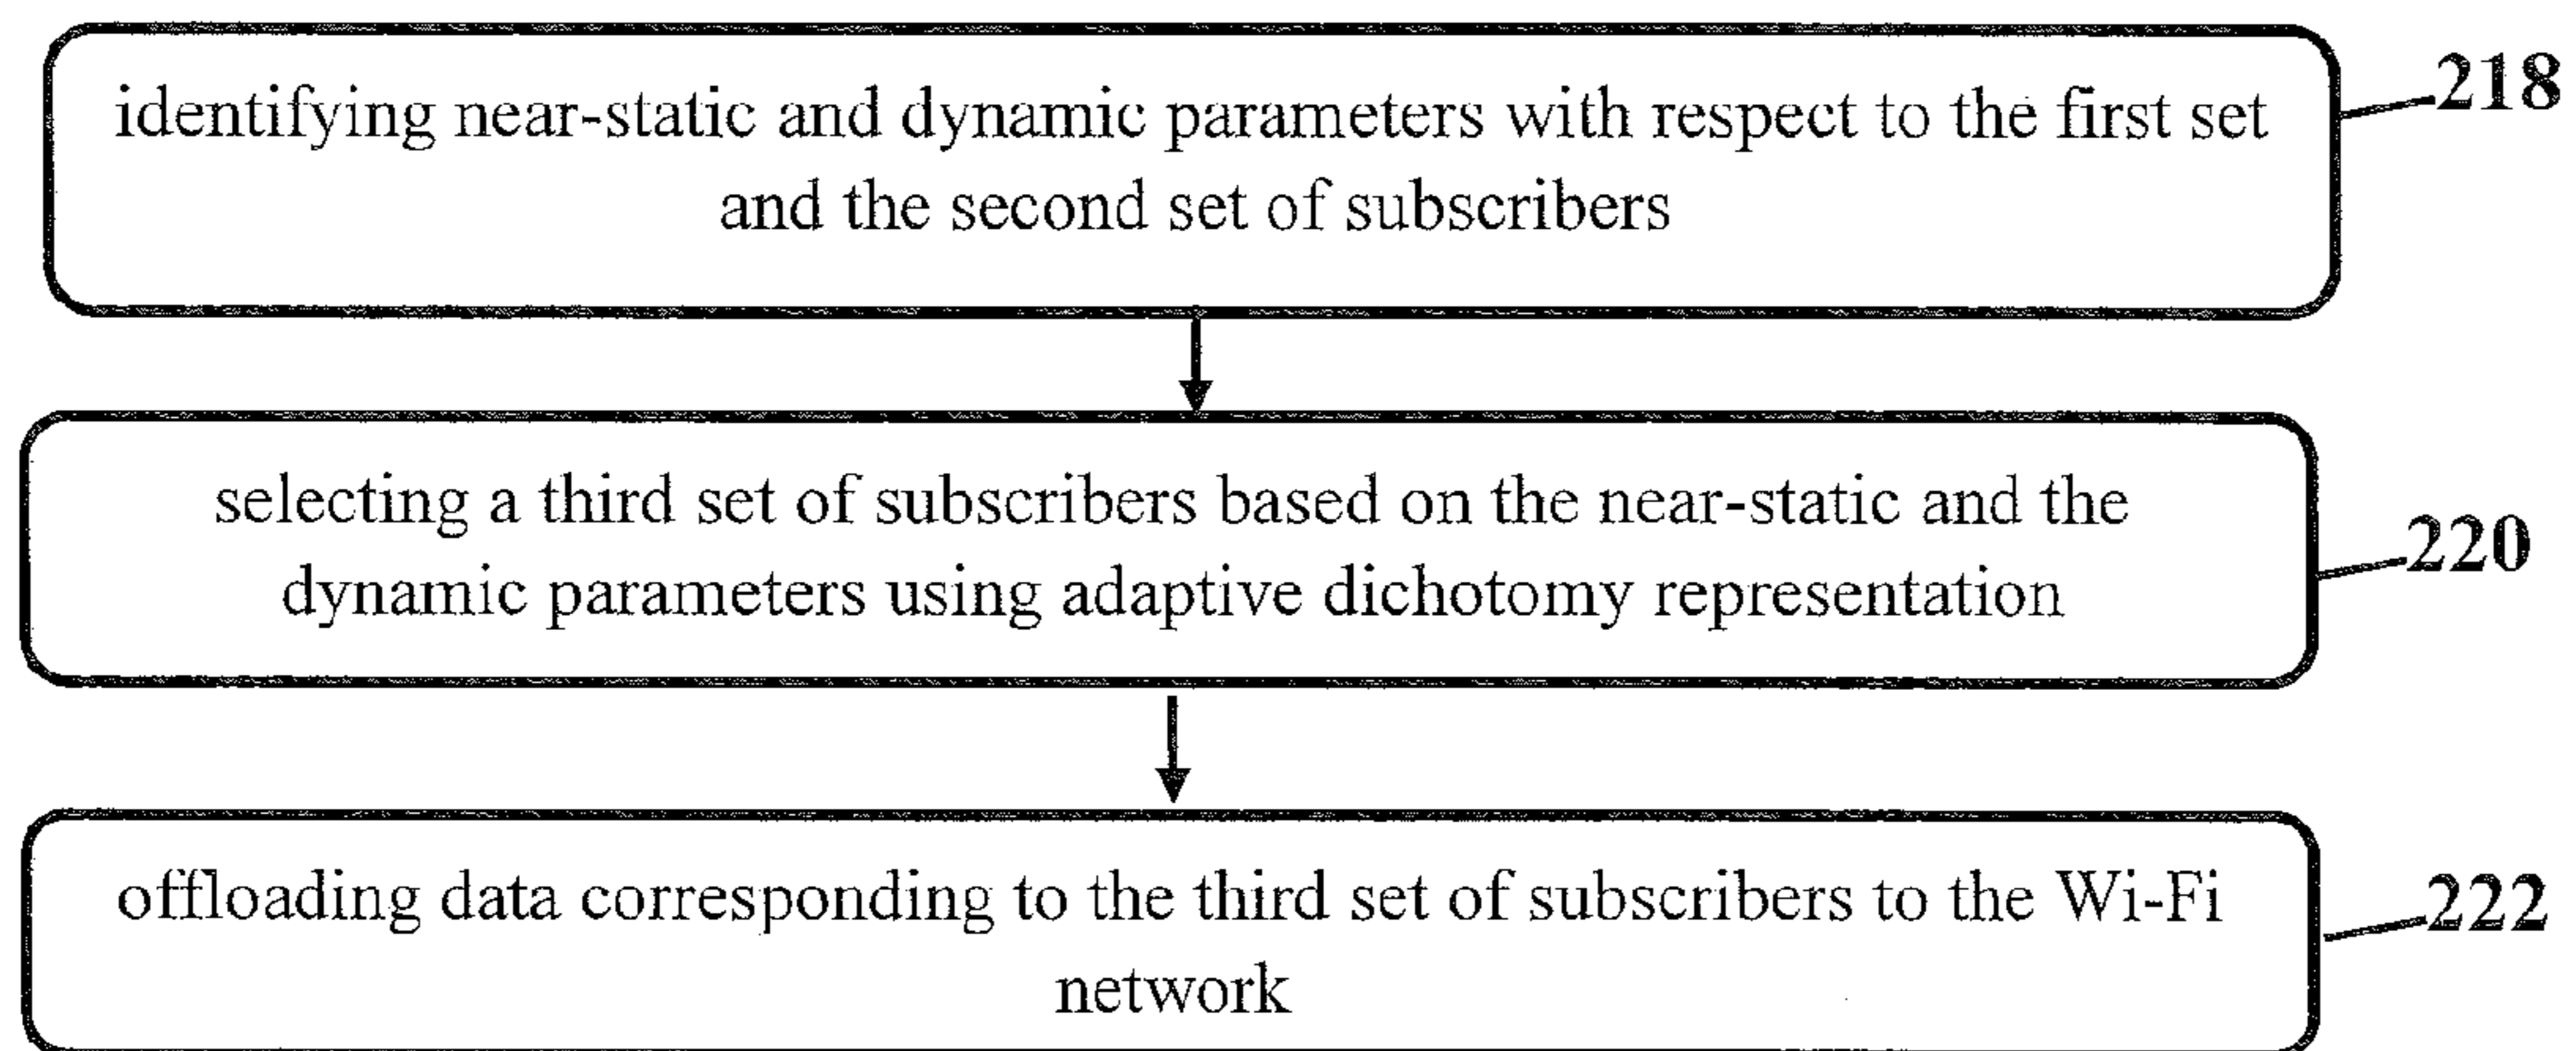 identifying near-static and dynamic parameters with respect to the first set
and the second set of subscribers
218
selecting a third set of subscribers based on the near-static and the
dynamic parameters using adaptive dichotomy representation
220
offloading data corresponding to the third set of subscribers to the Wi-Fi
network
222